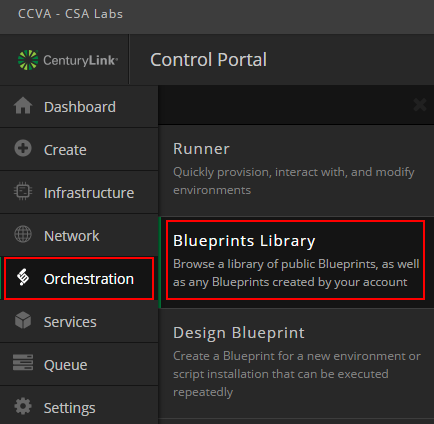 CCVA - CSA Labs
CenturyLink
Control Portal
Dashboard
Create
Infrastructure
Network
Orchestration
Services
Queue
Settings
Runner
Quickly provision, interact with, and modify
environments
Blueprints Library
Browse a library of public Blueprints, as well
as any Blueprints created by your account
Design Blueprint
Create a Blueprint for a new environment or
script installation that can be executed
repeatedly